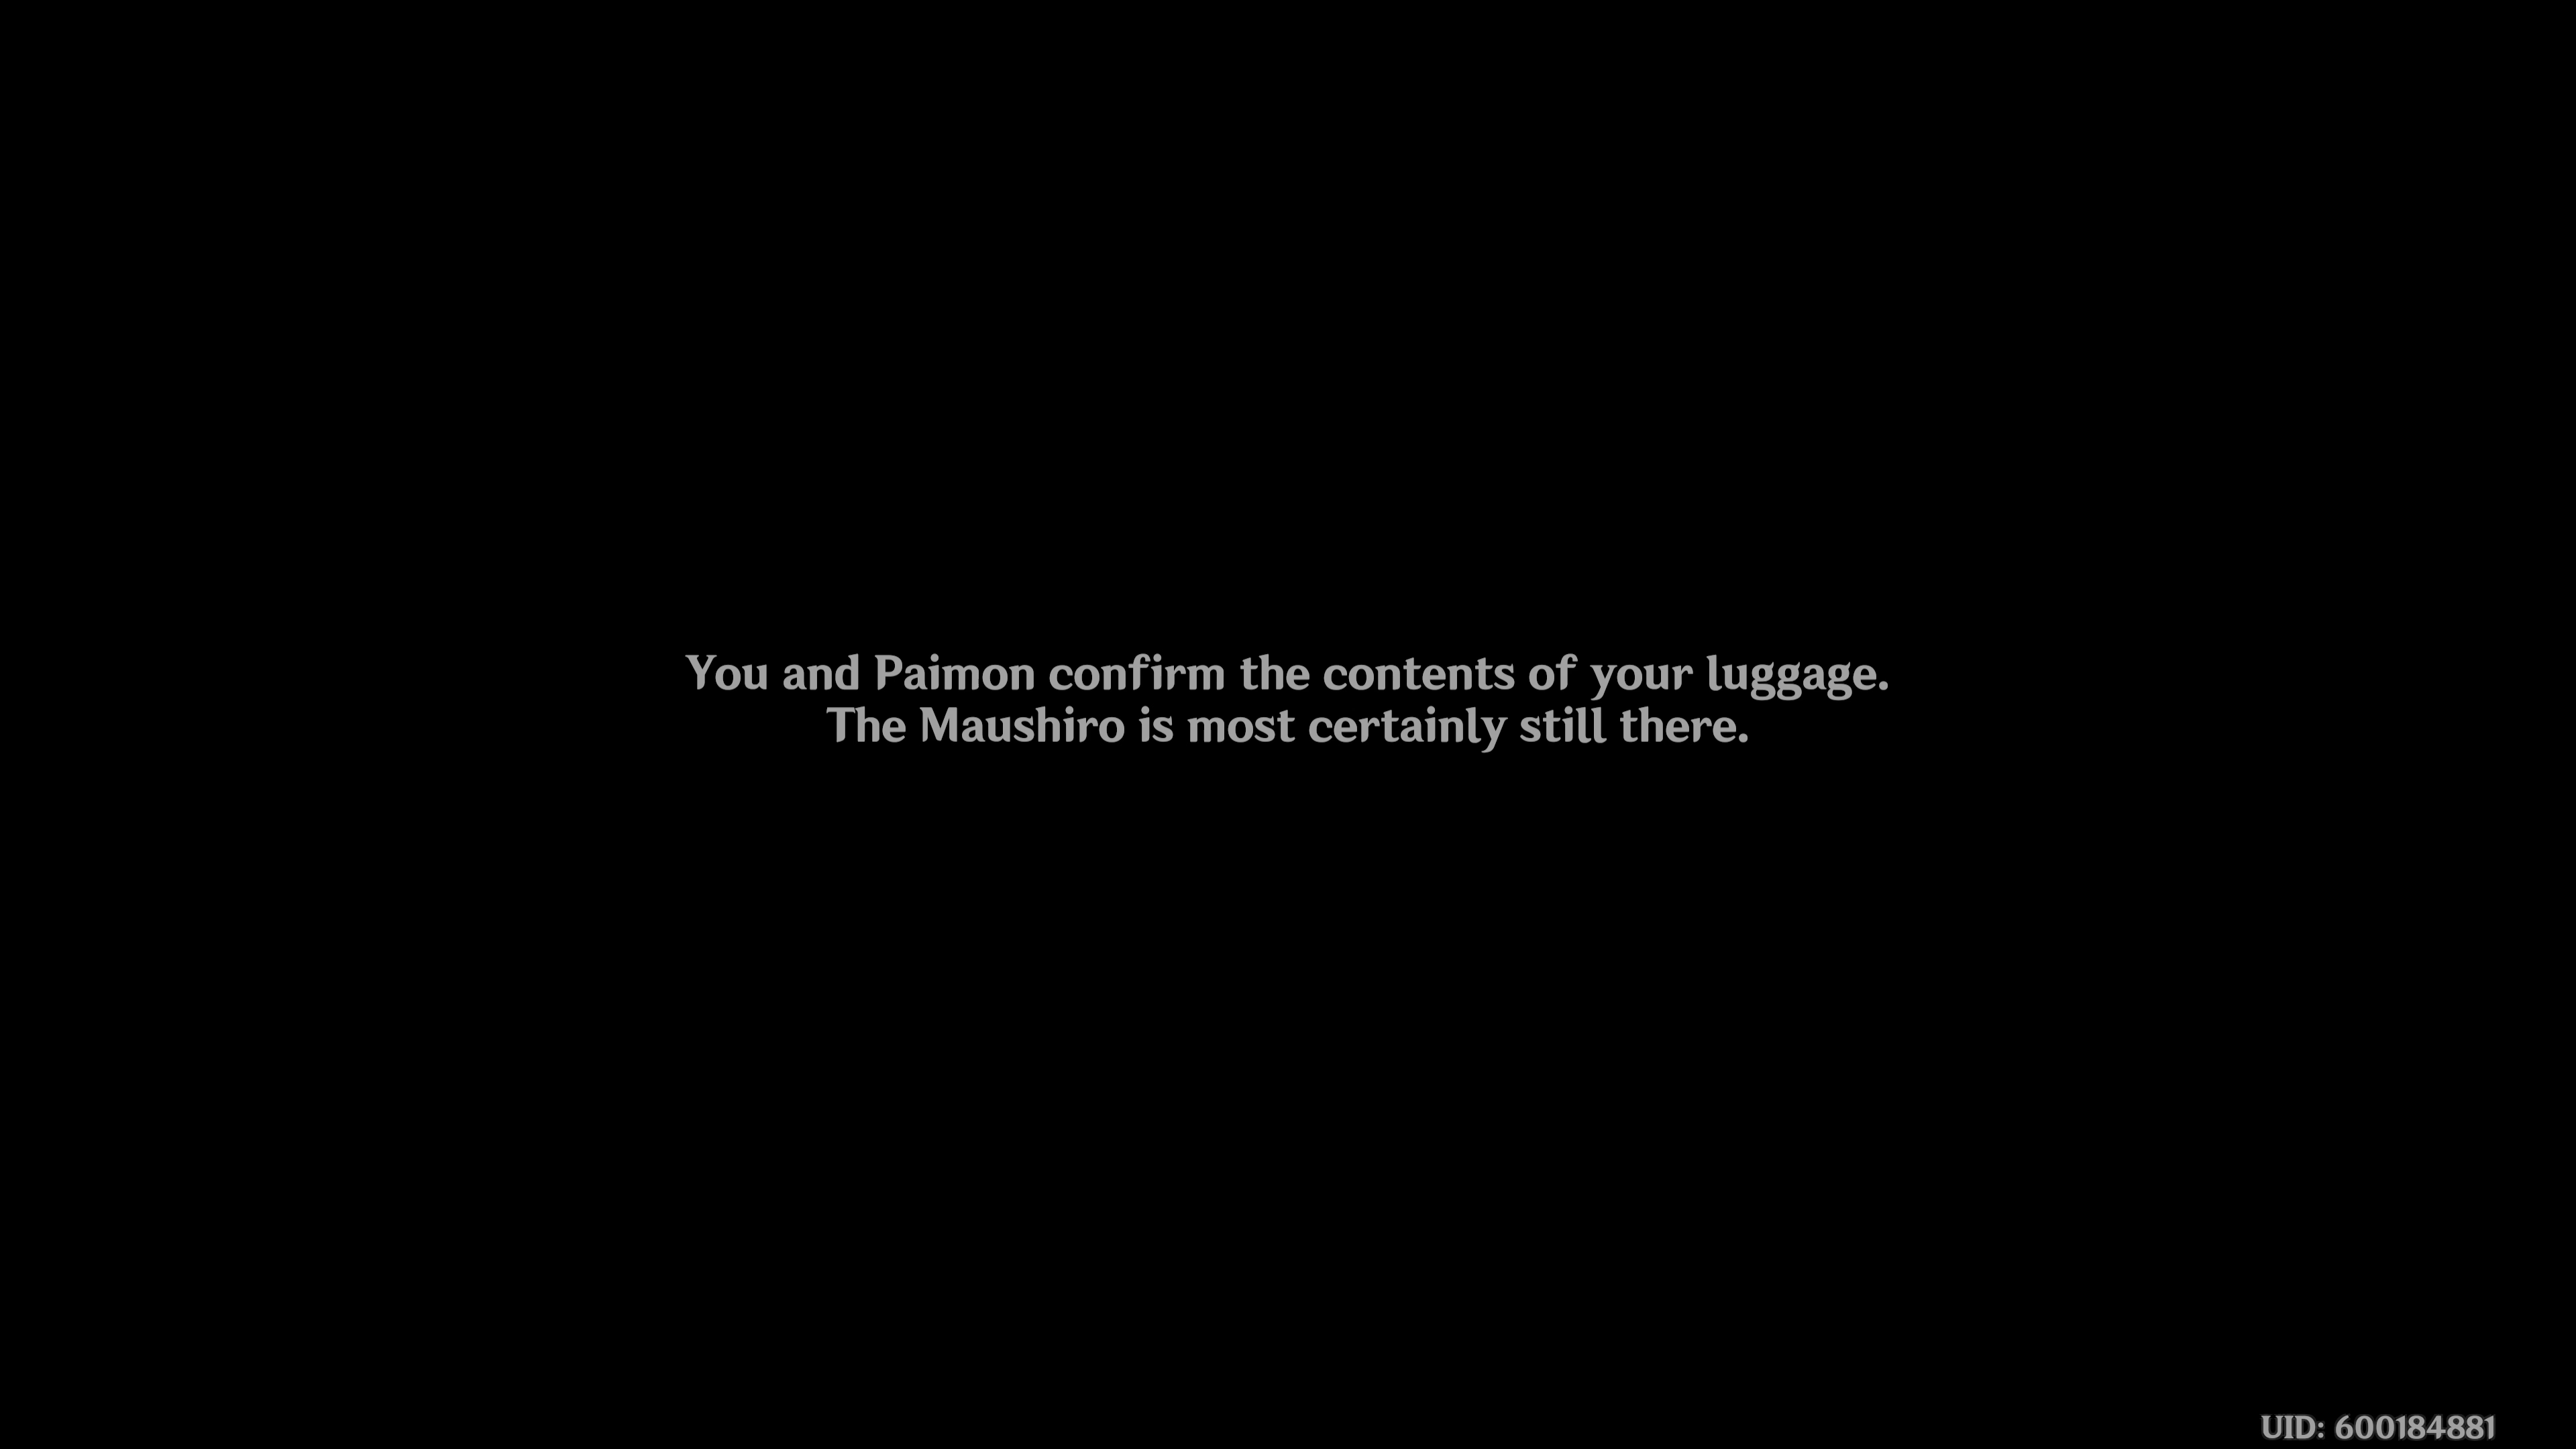 You and Paimon confirm the contents of your luggage.
The Maushiro is most certainly still there.
UID: 600184881